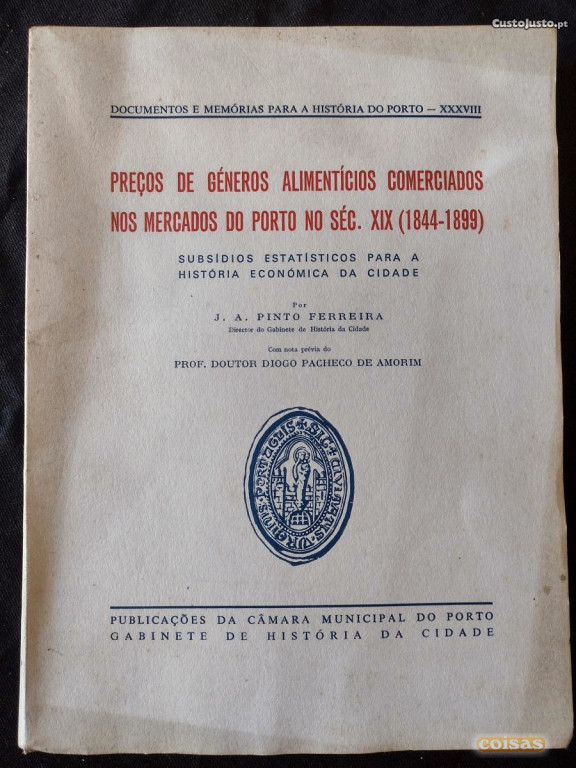 CustoJusto.pt
DOCUMENTOS E MEMÓRIAS PARA A HISTÓRIA DO PORTO — XXXVIII
PREÇOS DE GÉNEROS ALIMENTÍCIOS COMERCIADOS
NOS MERCADOS DO PORTO NO SÉC. XIX (1844-1899)
SUBSÍDIOS ESTATÍSTICOS PARA A
HISTÓRIA ECONÓMICA DA CIDADE
Por
J. A. PINTO FERREIRA
Director do Gabinete de História da Cidade
Com nota prévia do
PROF. DOUTOR DIOGO PACHECO DE AMORIM
PUBLICAÇÕES DA CÂMARA MUNICIPAL DO PORTO
GABINETE DE HISTÓRIA DA CIDADE
coisas